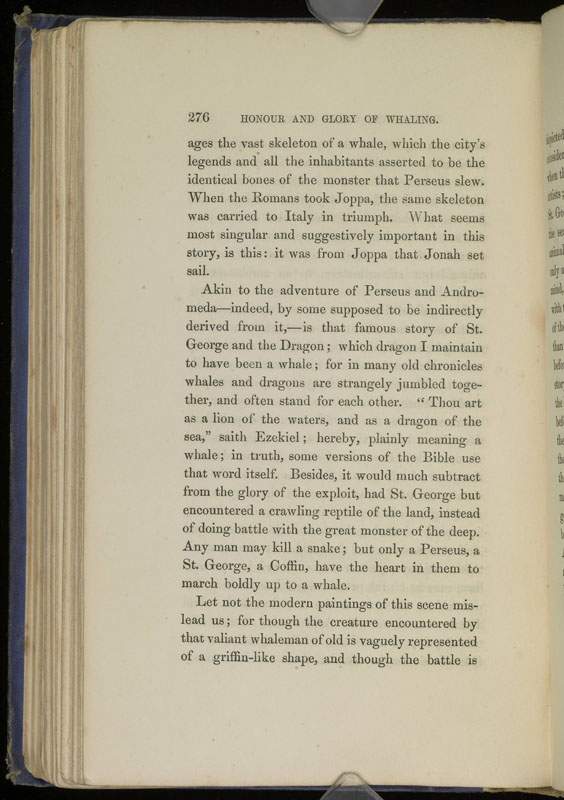 276 HONOUR AND GLORY OF WHALING.
ages the vast skeleton of a whale, which the city's
legends and all the inhabitants asserted to be the
identical bones of the monster that Perseus slew.
When the Romans took Joppa, the same skeleton
was carried to Italy in triumph. What seems
most singular and suggestively important in this
story, is this: it was from Joppa that Jonah set
sail.
Akin to the adventure of Perseus and Andro-
meda—indeed, by some supposed to be indirectly
derived from it,—is that famous story of St.
George and the Dragon; which dragon I maintain
to have been a whale; for in many old chronicles
whales and dragons are strangely jumbled toge-
ther, and often stand for each other. “Thou art
as a lion of the waters, and as a dragon of the
sea,” saith Ezekiel; hereby, plainly meaning a
whale; in truth, some versions of the Bible use
that word itself. Besides, it would much subtract
from the glory of the exploit, had St. George but
encountered a crawling reptile of the land, instead
of doing battle with the great monster of the deep.
Any man may kill a snake; but only a Perseus, a
St. George, a Coffin, have the heart in them to
march boldly up to a whale.
Let not the modern paintings of this scene mis-
lead us; for though the creature encountered by
that valiant whaleman of old is vaguely represented
of a griffin-like shape, and though the battle is